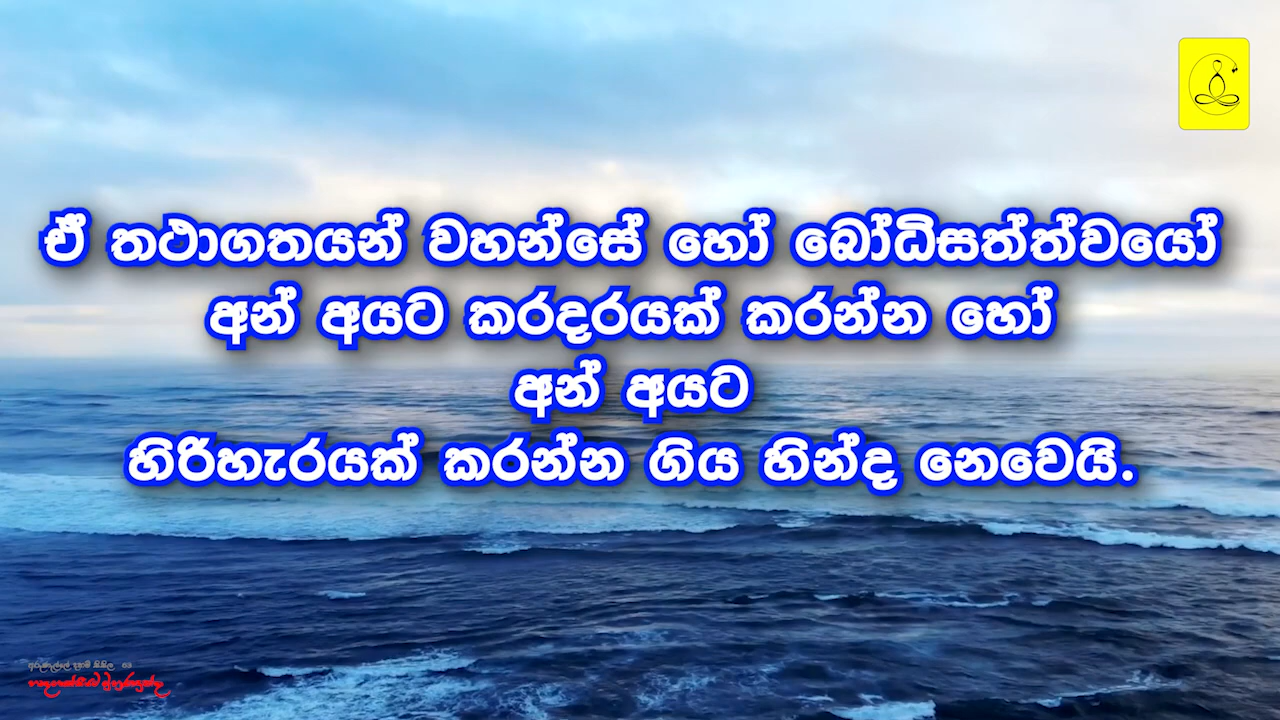 ඒ තථාගතයන් වහන්සේ හෝ බෝධිසත්ත්වයෝ
අන් අයට කරදරයක් කරන්න හෝ
අන් අයට
හිරිහැරයක් කරන්න ගිය හින්ද නෙවෙයි.